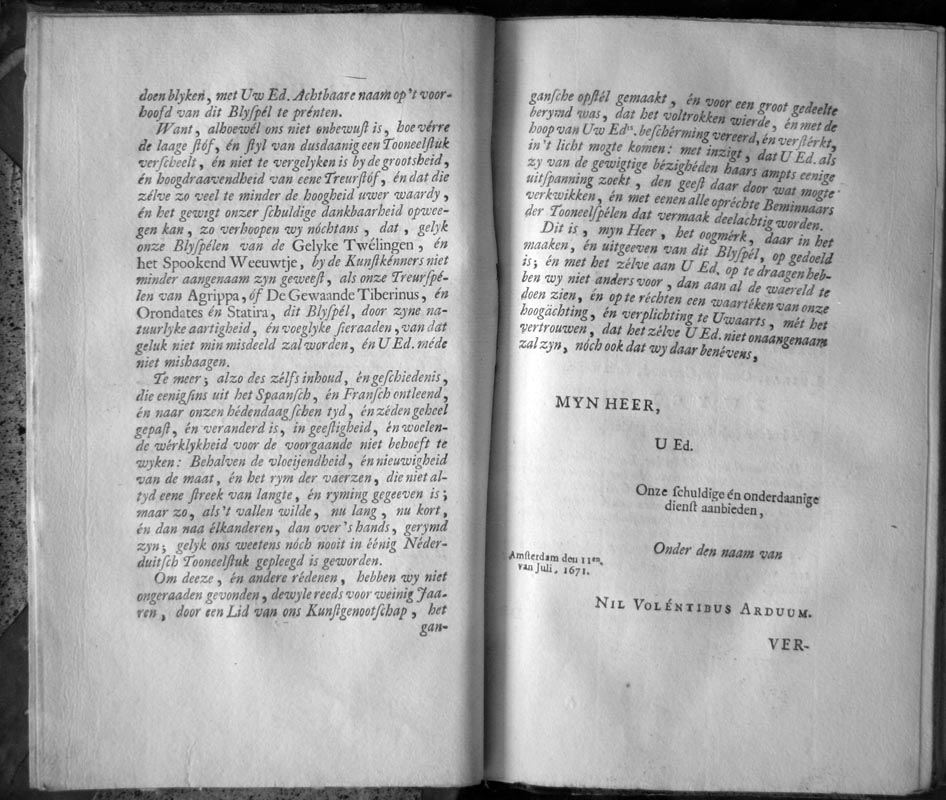 doen blyken, met Uw Ed. Achtbaare naam op't voor-
hoofd van dit Blyſpél te prénten.
Want, alhoewél ons niet onbewuſt is, hoe vérre
de laage ſtóf, én ſtyl van dusdaanig een Tooneelſtuk
verſcheelt, én niet te vergelyken is by de grootsheid,
én hoogdraavendheid van eene Treurſtóf, én dat die
zélve zo veel te minder de hoogheid uwer waardy,
én het gewigt onzer ſchuldige dankbaarheid opwee-
gen kan, zo verhoopen wy nóchtans, dat, gelyk
onze Blyſpélen van de Gelyke Twélingen, én
het Spookend Weeuwtje, by de Kunſtkénners niet
minder aangenaam zyn geweeſt, als onze Treurſpé-
len van Agrippa, óf De Gewaande Tiberinus, én
Orondates én Statira, dit Blyſpél, door zyne na-
tuurlyke aartigheid, én voeglyke ſieraaden, van dat
geluk niet min misdeeld zal worden, én U Ed. méde
niet mishaagen.
Te meer; alzo des zélfs inhoud, én geſchiedenis,
die eenigſins uit het Spaanſch, én Franſch ontleend,
én naar onzen hédendaagſchen tyd, én zéden geheel
gepaſt, én veranderd is, in geeſtigheid, én woelen-
de wérklykheid voor de voorgaande niet behoeft te
wyken: Behalven de vloeijendheid, én nieuwigheid
van de maat, én het rym der vaerzen, die niet al-
tyd eene ſtreek van langte, én ryming gegeeven is;
maar zo, als't vallen wilde, nu lang, nu kort,
én dan naa élkanderen, dan over's hands, gerymd
zyn; gelyk ons weetens nóch nooit in éénig Néder-
duitſch Tooneelſtuk gepleegd is geworden.
Om deeze, én andere rédenen, hebben wy niet
ongeraaden gevonden, dewyle reeds voor weinig Jaa-
ren, door een Lid van ons Kunſtgenootſchap, het
gan-
ganſche opſtél gemaakt, én voor een groot gedeelte
berymd was, dat het voltrokken wierde, én met de
hoop van Uw Edts. beſchérming vereerd, én verſtérkt,
in't licht mogte komen: met inzigt, dat U Ed. als
zy van de gewigtige bézighéden haars ampts eenige
uitſpanning zoekt, den geeſt daar door wat mogte
verkwikken, én met eenen alle opréchte Beminnaars
der Tooneelſpélen dat vermaak deelachtig worden.
Dit is, myn Heer, het oogmérk, daar in het
maaken, én uitgeeven van dit Blyſpél, op gedoeld
is; én met het zélve aan U Ed. op te draagen heb-
ben wy niet anders voor, dan aan al de waereld te
doen zien, én op te réchten een waartéken van onze
hoogáchting, én verplichting te Uwaarts, mét het
vertrouwen, dat het zélve U Ed. niet onaangenaam
zal zyn, nóch ook dat wy daar benévens,
MYN HEER,
U Ed.
Onze ſchuldige én onderdaanige
dienſt aanbieden,
Onder den naam van
Amſterdam den 11en.
van Juli, 1671.
NIL VOLÉNTIBUS ARDUUM.
VER-